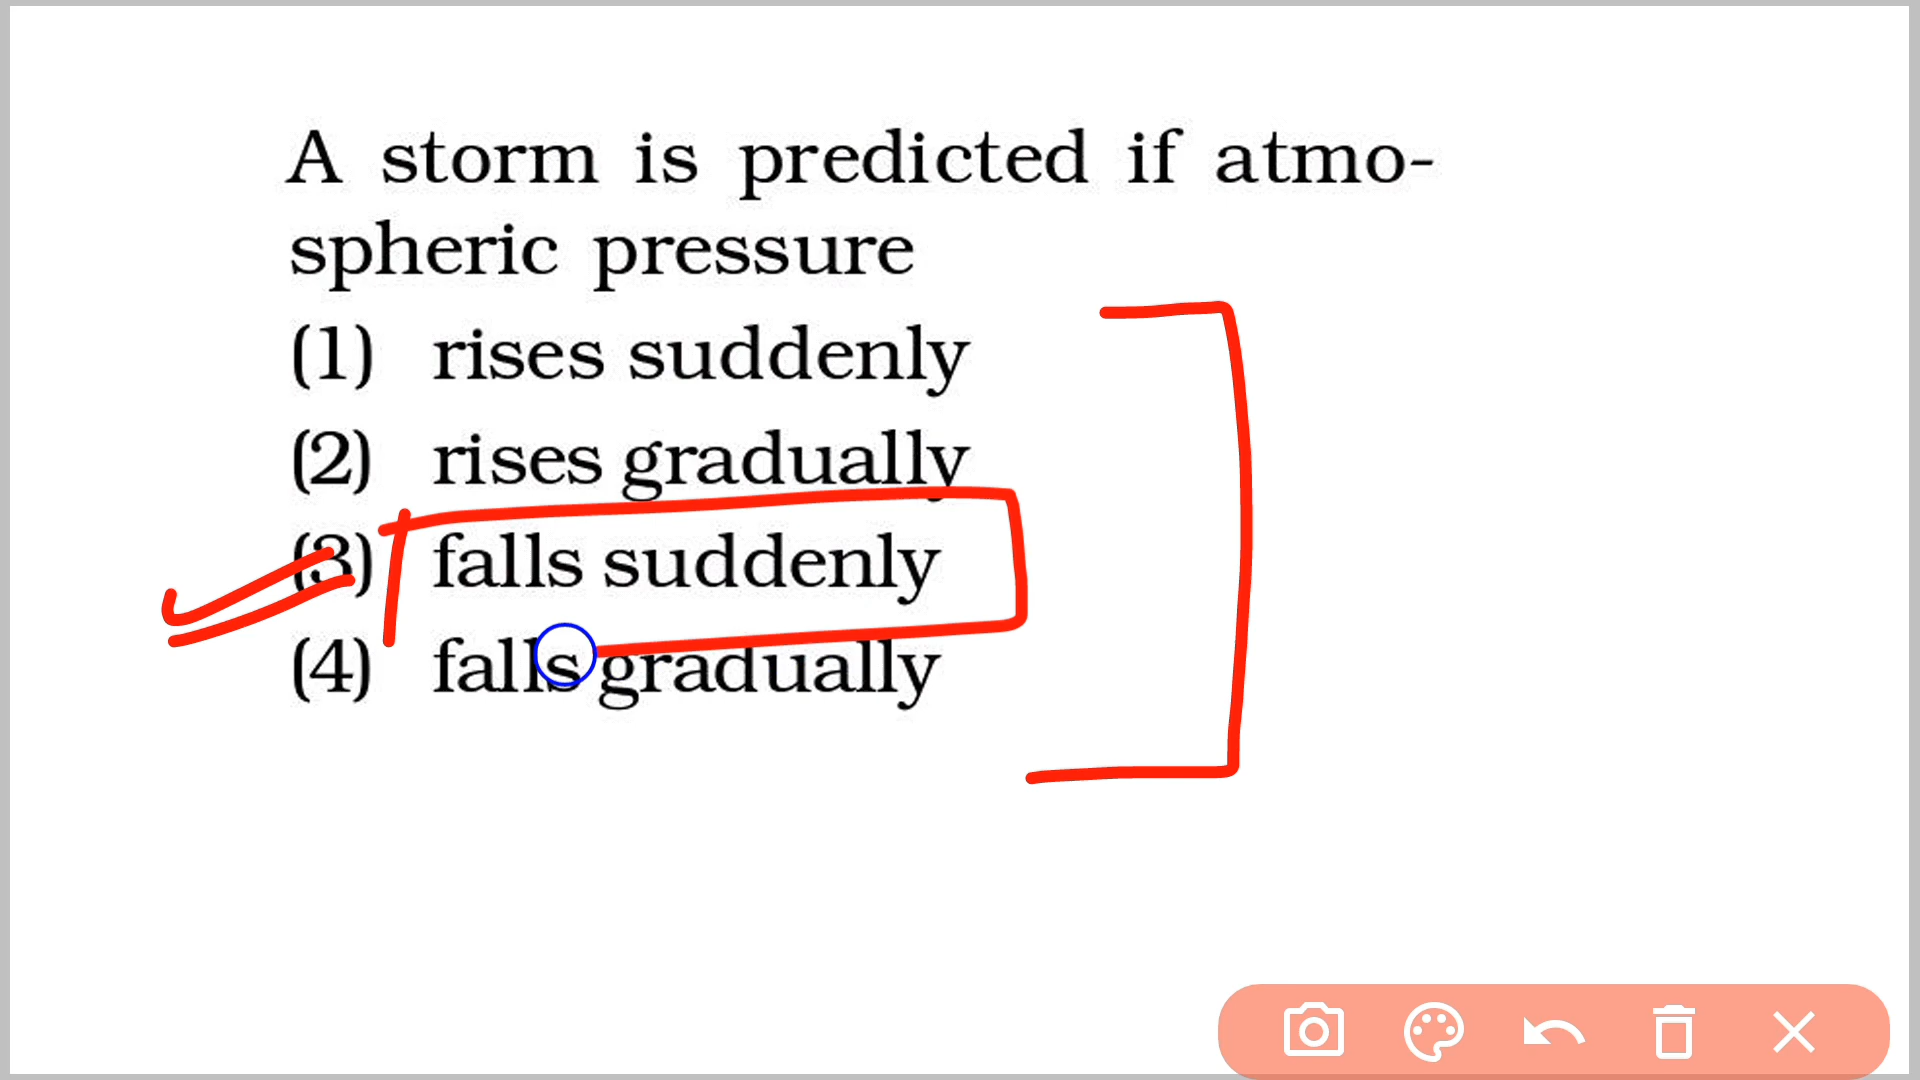 A storm is predicted if atmo-
spheric pressure
(1) rises suddenly
(2) rises gradually
(3) falls suddenly
(4) falls gradually